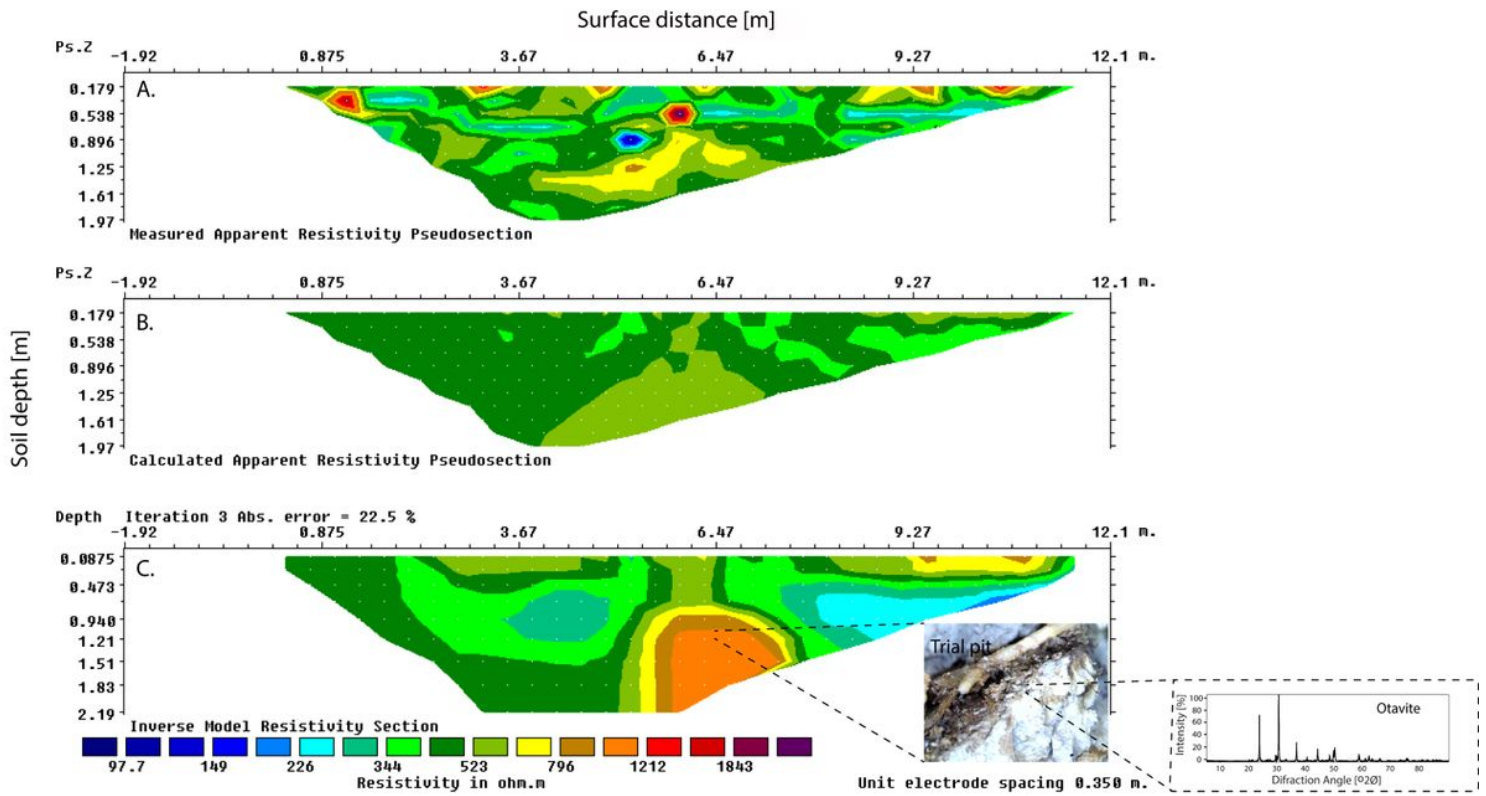 Surface distance [m]
Ps.Z -1.92 0.875 3.67 6.47 9.27 12.1 m.
A.
0.179
0.538
0.896
1.25
1.61
1.97
Measured Apparent Resistivity Pseudosection
Ps.Z -1.92 0.875 3.67 6.47 9.27 12.1 m.
B.
0.179
0.538
0.896
1.25
1.61
1.97
Calculated Apparent Resistivity Pseudosection
Soil depth [m]
Depth Iteration 3 Abs. error = 22.5 %
-1.92 0.875 3.67 6.47 9.27 12.1 m.
C.
0.0875
0.473
0.940
1.21
1.51
1.83
2.19
Trial pit
Inverse Model Resistivity Section
97.7 149 226 344 523 796 1212 1843
Resistivity in ohm.m
Unit electrode spacing 0.350 m.
Otavite
Intensity [%]
100
80
60
40
20
0
10 20 30 40 50 60 70 80
Difraction Angle [º2Ø]